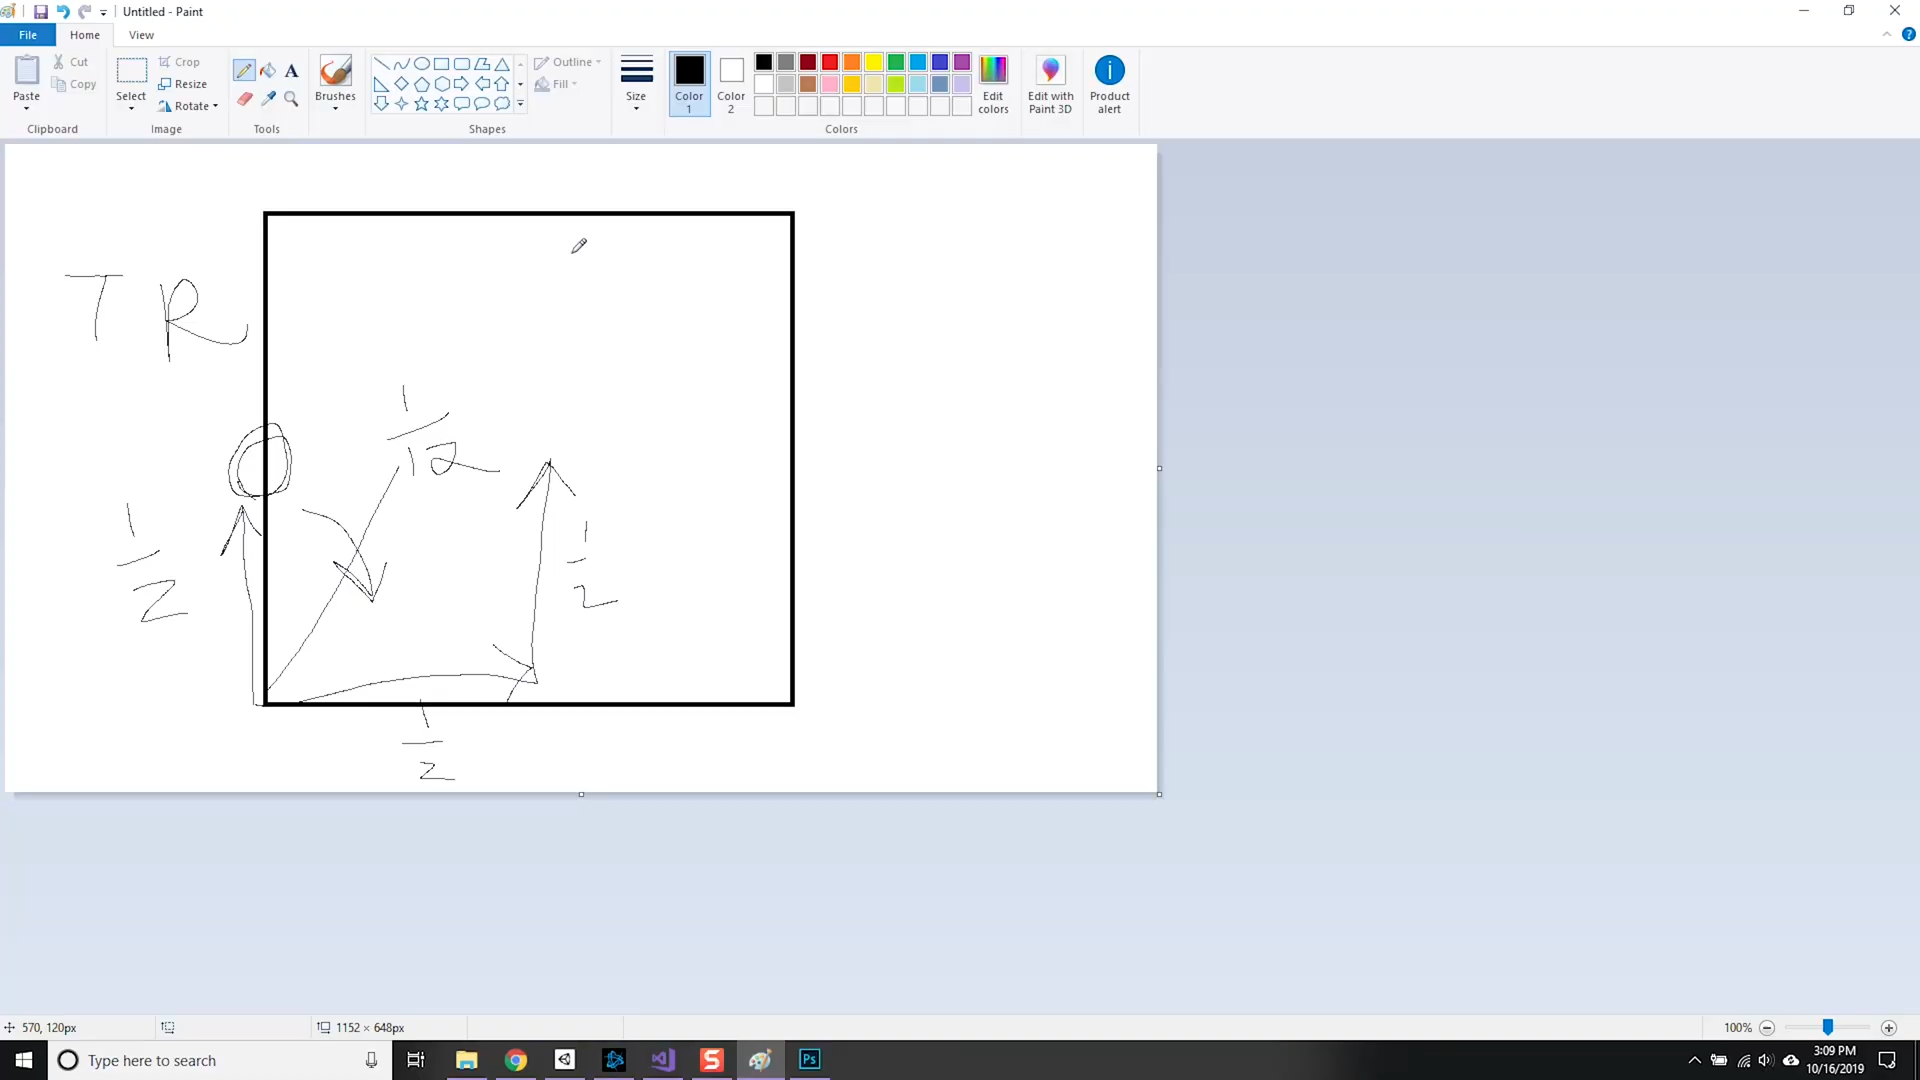 Untitled - Paint
File Home View
Paste
Cut
Copy
Clipboard
Select
Crop
Resize
Rotate
Image
A
Tools
Brushes
Shapes
Outline
Fill
Size
Color 1
Color 2
Colors
Edit colors
Edit with Paint 3D
Product alert
T R
1
12
1
2
1
2
1
2
570, 120px
1152 × 648px
100%
Type here to search
S
Ps
3:09 PM
10/16/2019